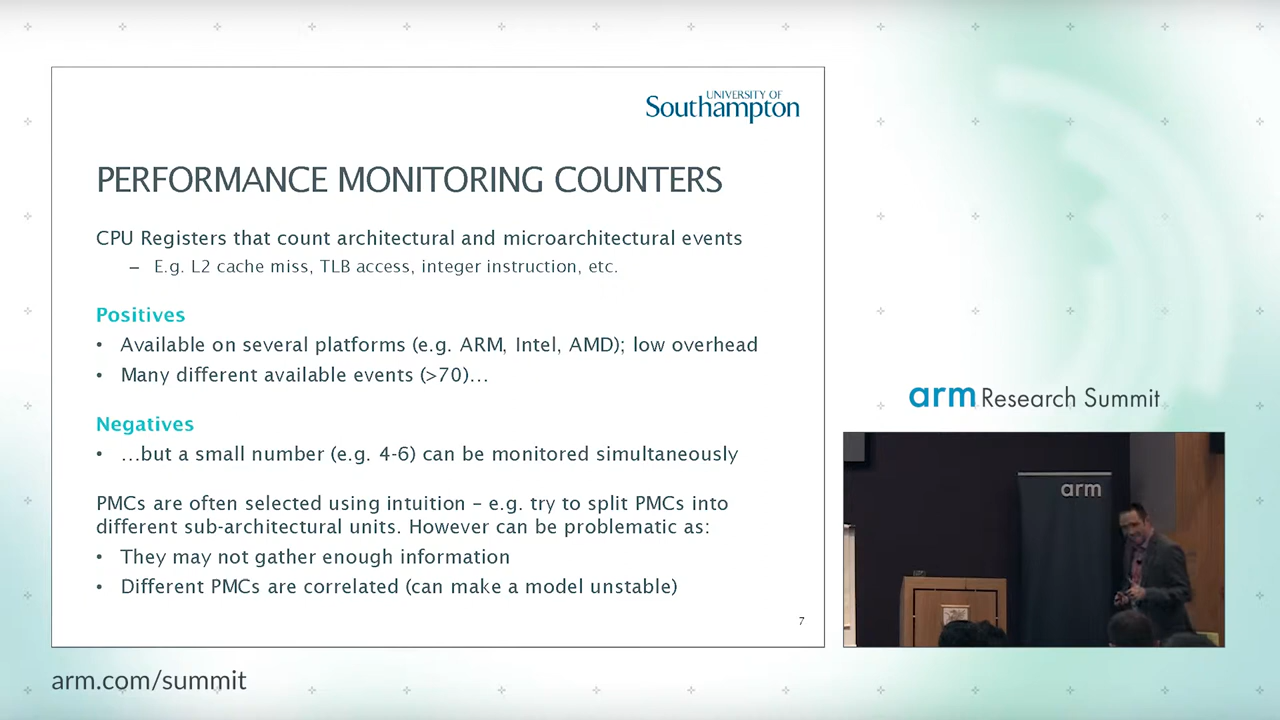 UNIVERSITY OF
Southampton
PERFORMANCE MONITORING COUNTERS
CPU Registers that count architectural and microarchitectural events
– E.g. L2 cache miss, TLB access, integer instruction, etc.
Positives
• Available on several platforms (e.g. ARM, Intel, AMD); low overhead
• Many different available events (>70)…
Negatives
• …but a small number (e.g. 4-6) can be monitored simultaneously
PMCs are often selected using intuition – e.g. try to split PMCs into
different sub-architectural units. However can be problematic as:
• They may not gather enough information
• Different PMCs are correlated (can make a model unstable)
7
arm Research Summit
arm
arm.com/summit